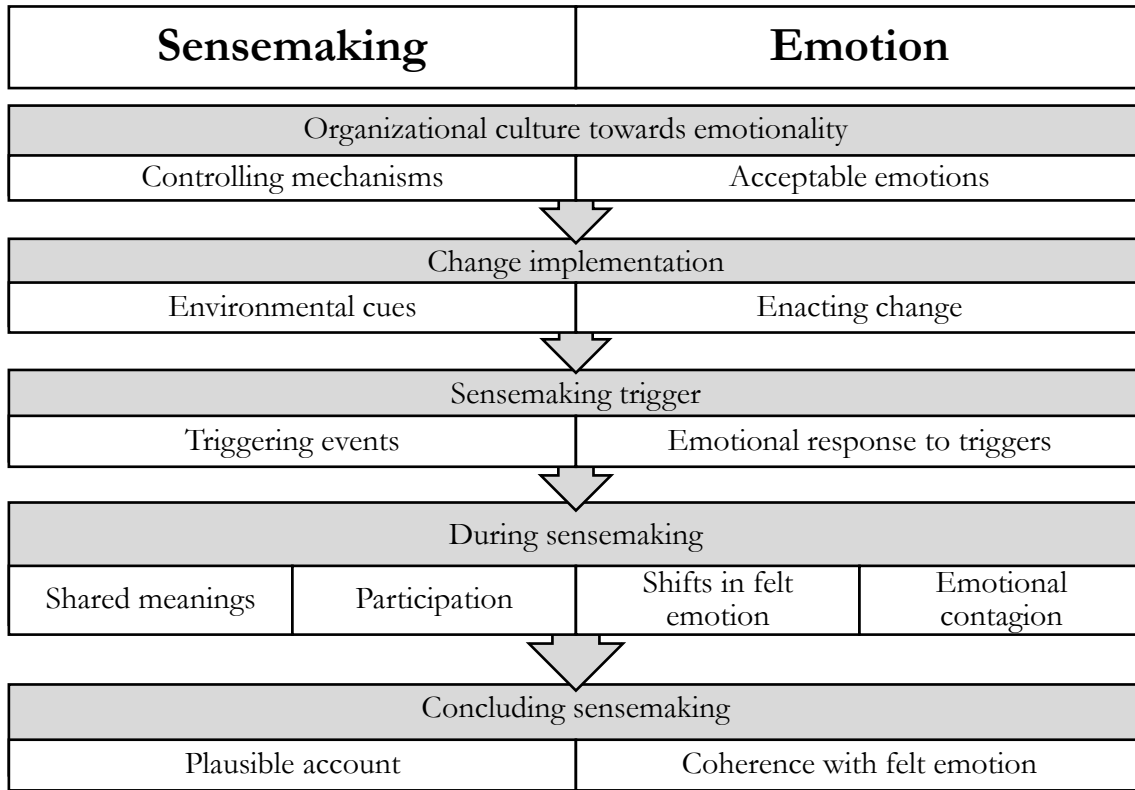 Sensemaking
Emotion
Organizational culture towards emotionality
Controlling mechanisms
Acceptable emotions
Change implementation
Environmental cues
Enacting change
Sensemaking trigger
Triggering events
Emotional response to triggers
During sensemaking
Shared meanings
Participation
Shifts in felt
emotion
Emotional
contagion
Concluding sensemaking
Plausible account
Coherence with felt emotion